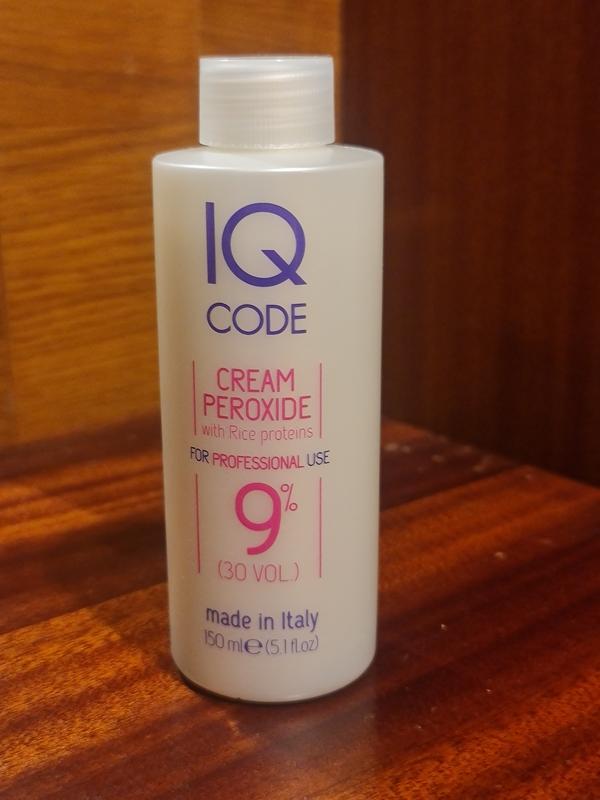 IQ
CODE
CREAM
PEROXIDE
with Rice proteins
FOR PROFESSIONAL USE
9%
(30 VOL.)
made in Italy
150 ml℮(5.1 fl.oz)